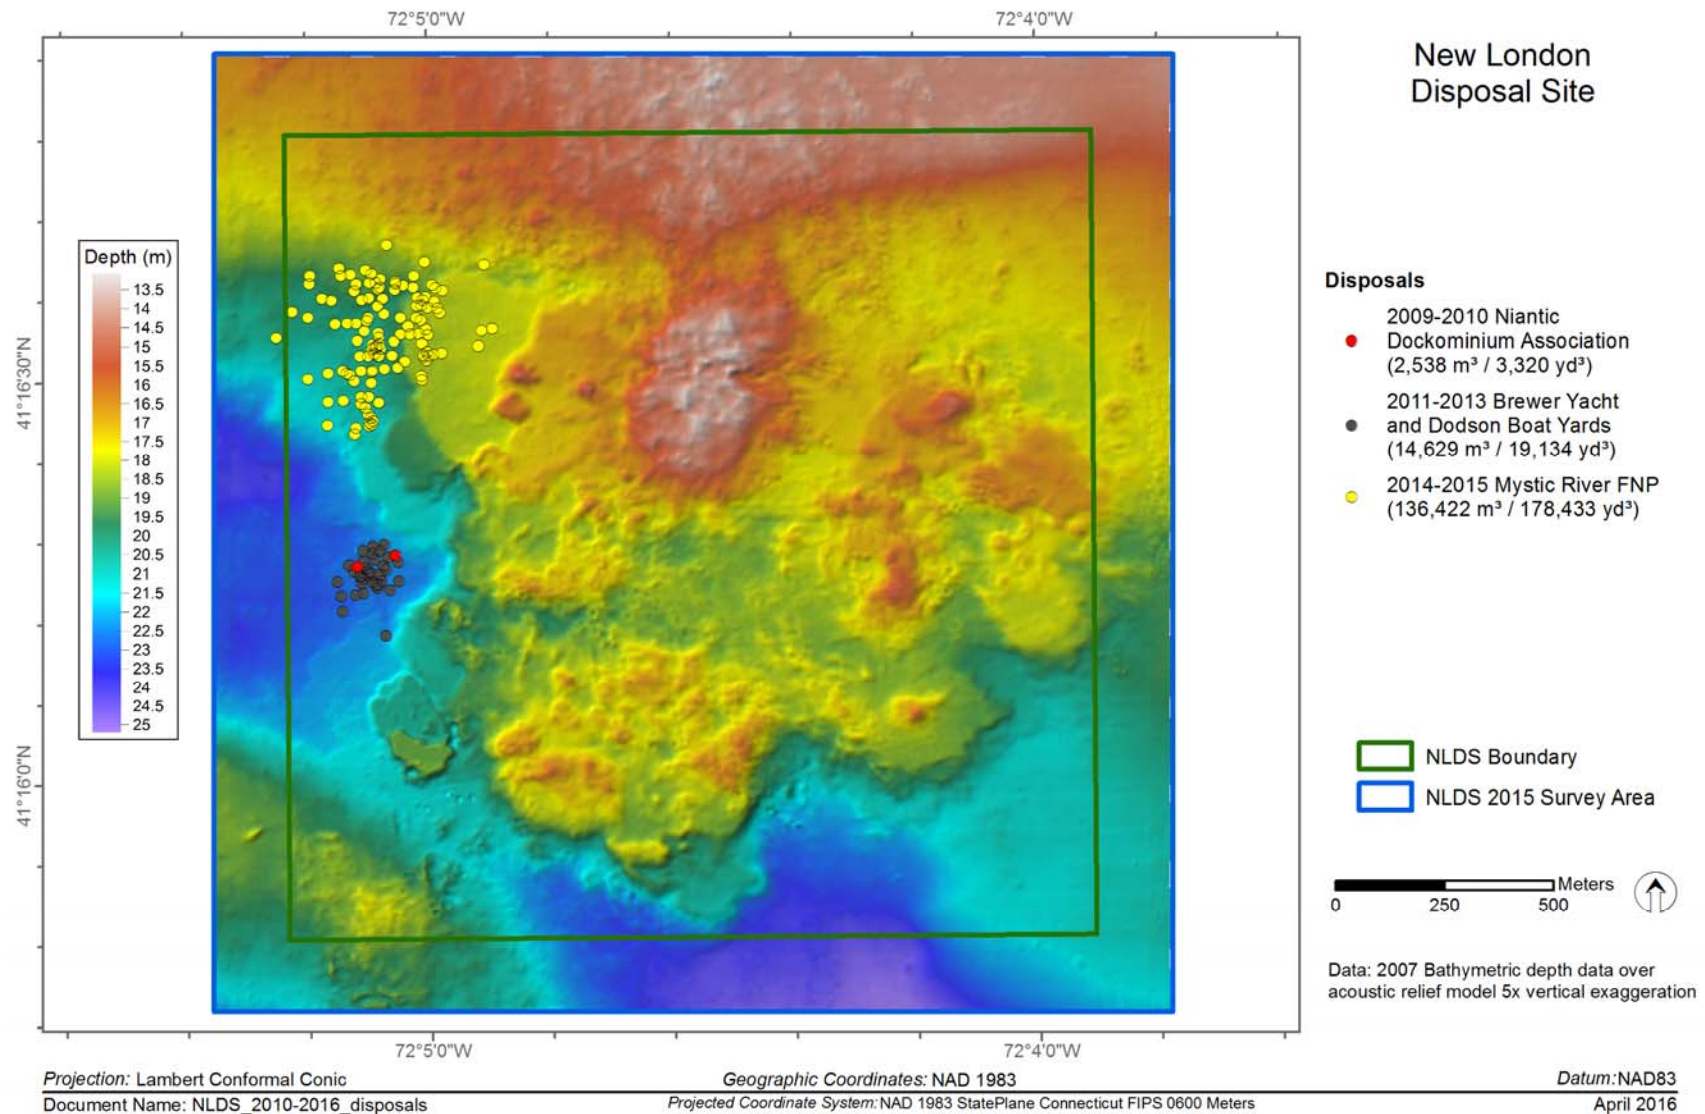 72°5'0"W
72°4'0"W
New London
Disposal Site
41°16'30"N
41°16'0"N
Depth (m)
13.5
14
14.5
15
15.5
16
16.5
17
17.5
18
18.5
19
19.5
20
20.5
21
21.5
22
22.5
23
23.5
24
24.5
25
Disposals
2009-2010 Niantic
Dockominium Association
(2,538 m³ / 3,320 yd³)
2011-2013 Brewer Yacht
and Dodson Boat Yards
(14,629 m³ / 19,134 yd³)
2014-2015 Mystic River FNP
(136,422 m³ / 178,433 yd³)
NLDS Boundary
NLDS 2015 Survey Area
Meters
0 250 500
Data: 2007 Bathymetric depth data over
acoustic relief model 5x vertical exaggeration
72°5'0"W
72°4'0"W
Projection: Lambert Conformal Conic
Geographic Coordinates: NAD 1983
Datum:NAD83
Document Name: NLDS_2010-2016_disposals
Projected Coordinate System: NAD 1983 StatePlane Connecticut FIPS 0600 Meters
April 2016